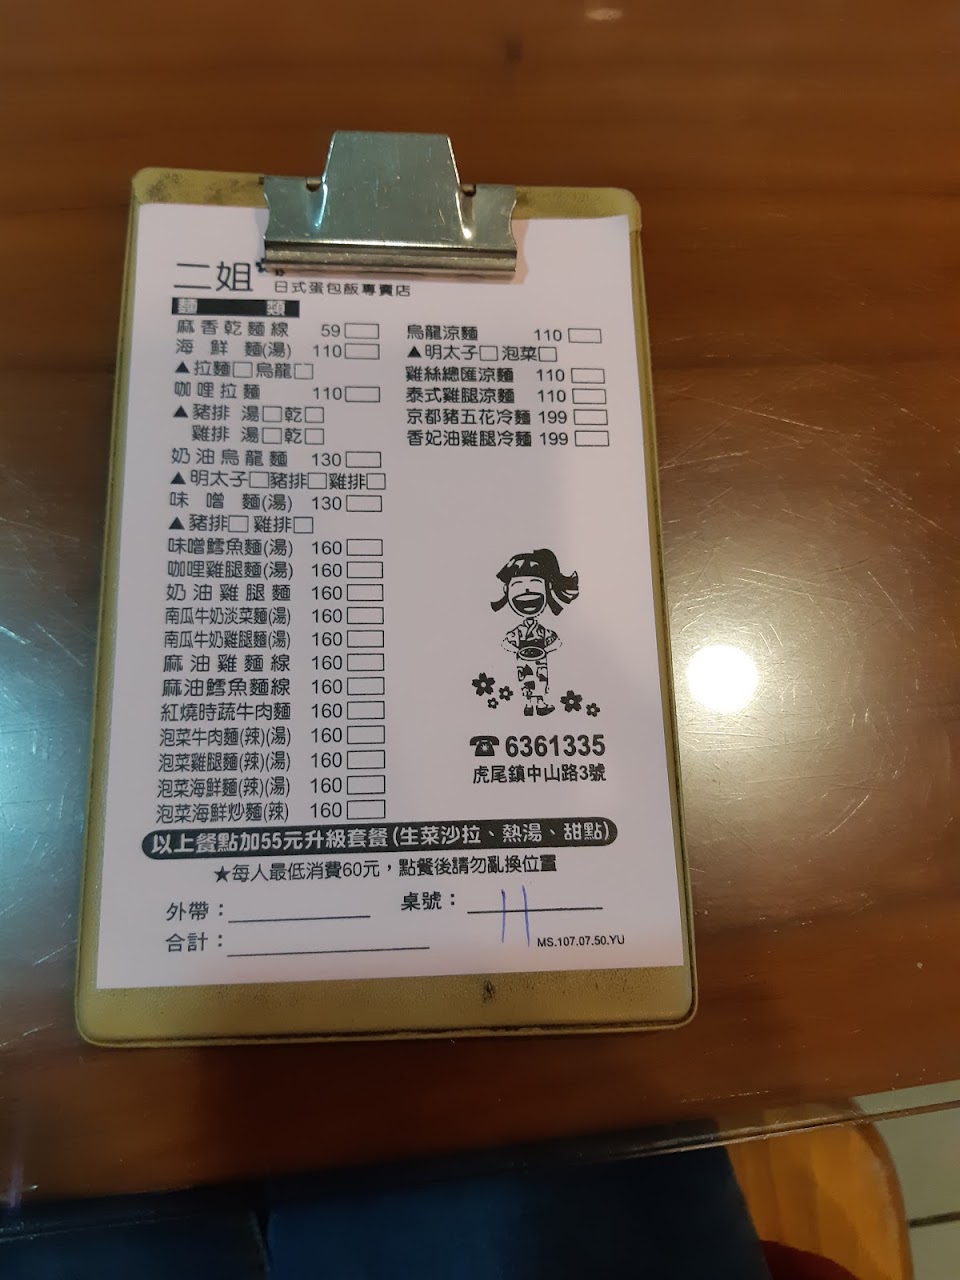 二姐 日式蛋包飯專賣店
麵 類
麻香乾麵線 59□
海鮮麵(湯) 110□
▲拉麵□烏龍□
咖哩拉麵 110□
▲豬排 湯□乾□
雞排 湯□乾□
奶油烏龍麵 130□
▲明太子□豬排□雞排□
味噌麵(湯) 130□
▲豬排□ 雞排□
味噌鱈魚麵(湯) 160□
咖哩雞腿麵(湯) 160□
奶油雞腿麵 160□
南瓜牛奶淡菜麵(湯) 160□
南瓜牛奶雞腿麵(湯) 160□
麻油雞麵線 160□
麻油鱈魚麵線 160□
紅燒時蔬牛肉麵 160□
泡菜牛肉麵(辣)(湯) 160□
泡菜雞腿麵(辣)(湯) 160□
泡菜海鮮麵(辣)(湯) 160□
泡菜海鮮炒麵(辣) 160□
烏龍涼麵 110□
▲明太子□泡菜□
雞絲總匯涼麵 110□
泰式雞腿涼麵 110□
京都豬五花冷麵 199□
香妃油雞腿冷麵 199□
☎6361335
虎尾鎮中山路3號
以上餐點加55元升級套餐(生菜沙拉、熱湯、甜點)
★每人最低消費60元，點餐後請勿亂換位置
外帶：
桌號：11
合計：
MS.107.07.50.YU